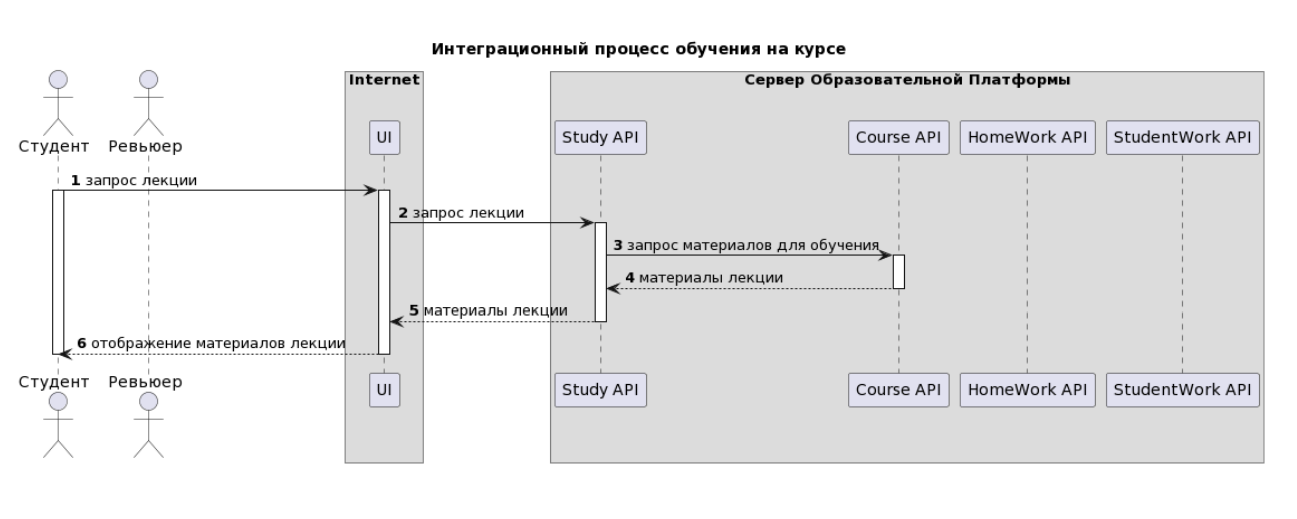 Интеграционный процесс обучения на курсе
Internet
Сервер Образовательной Платформы
Студент
Ревьюер
UI
Study API
Course API
HomeWork API
StudentWork API
1 запрос лекции
2 запрос лекции
3 запрос материалов для обучения
4 материалы лекции
5 материалы лекции
6 отображение материалов лекции
Студент
Ревьюер
UI
Study API
Course API
HomeWork API
StudentWork API